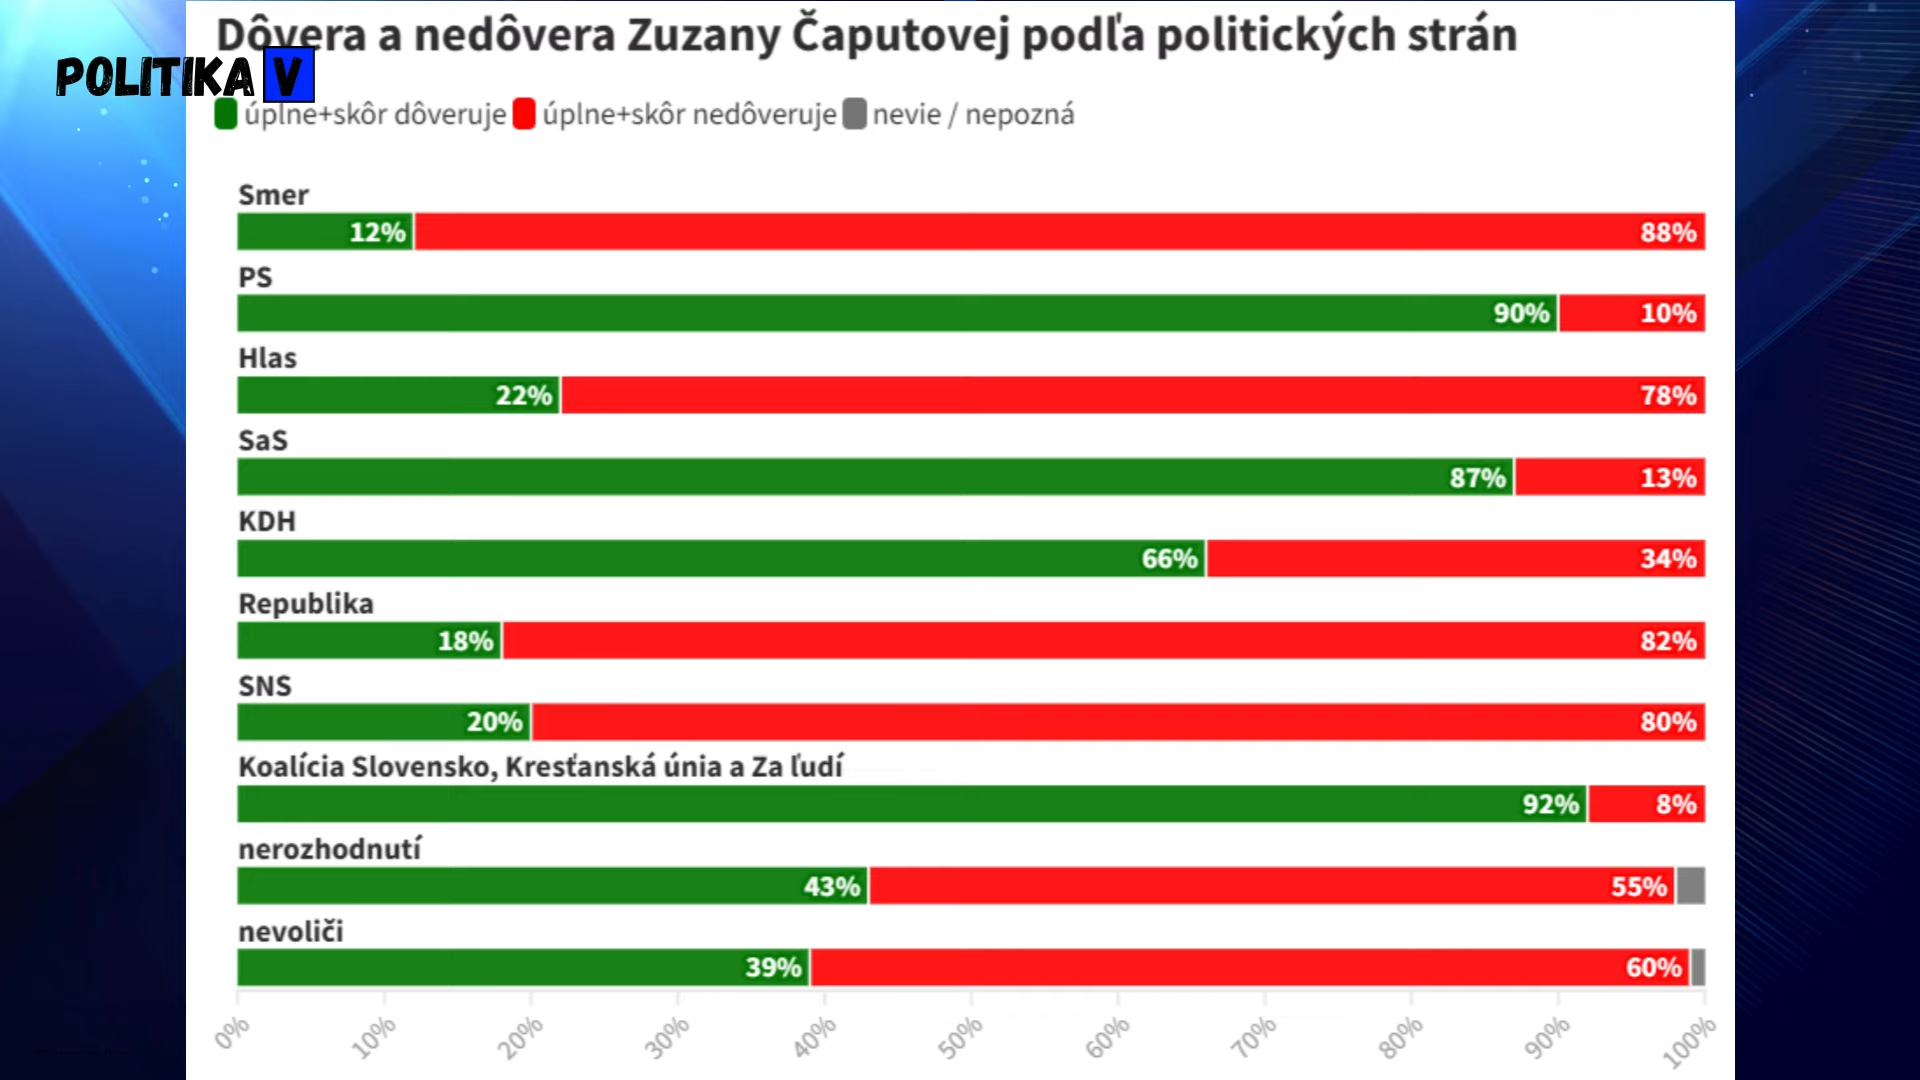 Dôvera a nedôvera Zuzany Čaputovej podľa politických strán
POLITIKA V
úplne+skôr dôveruje úplne+skôr nedôveruje nevie / nepozná
Smer
12% 88%
PS
90% 10%
Hlas
22% 78%
SaS
87% 13%
KDH
66% 34%
Republika
18% 82%
SNS
20% 80%
Koalícia Slovensko, Kresťanská únia a Za ľudí
92% 8%
nerozhodnutí
43% 55%
nevoliči
39% 60%
0% 10% 20% 30% 40% 50% 60% 70% 80% 90% 100%